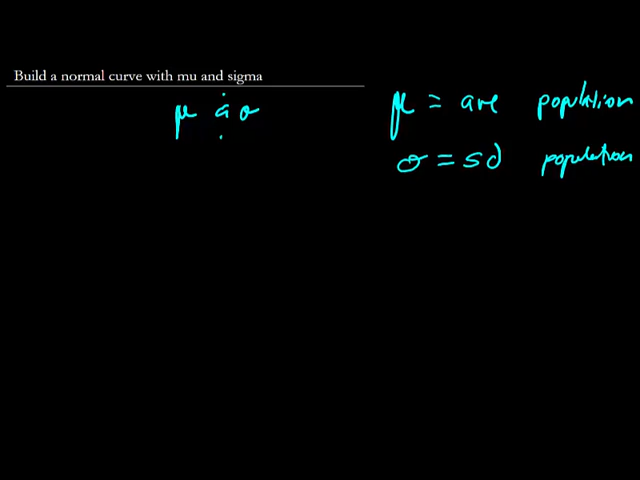 Build a normal curve with mu and sigma
μ a σ
μ = ave population
σ = sd population